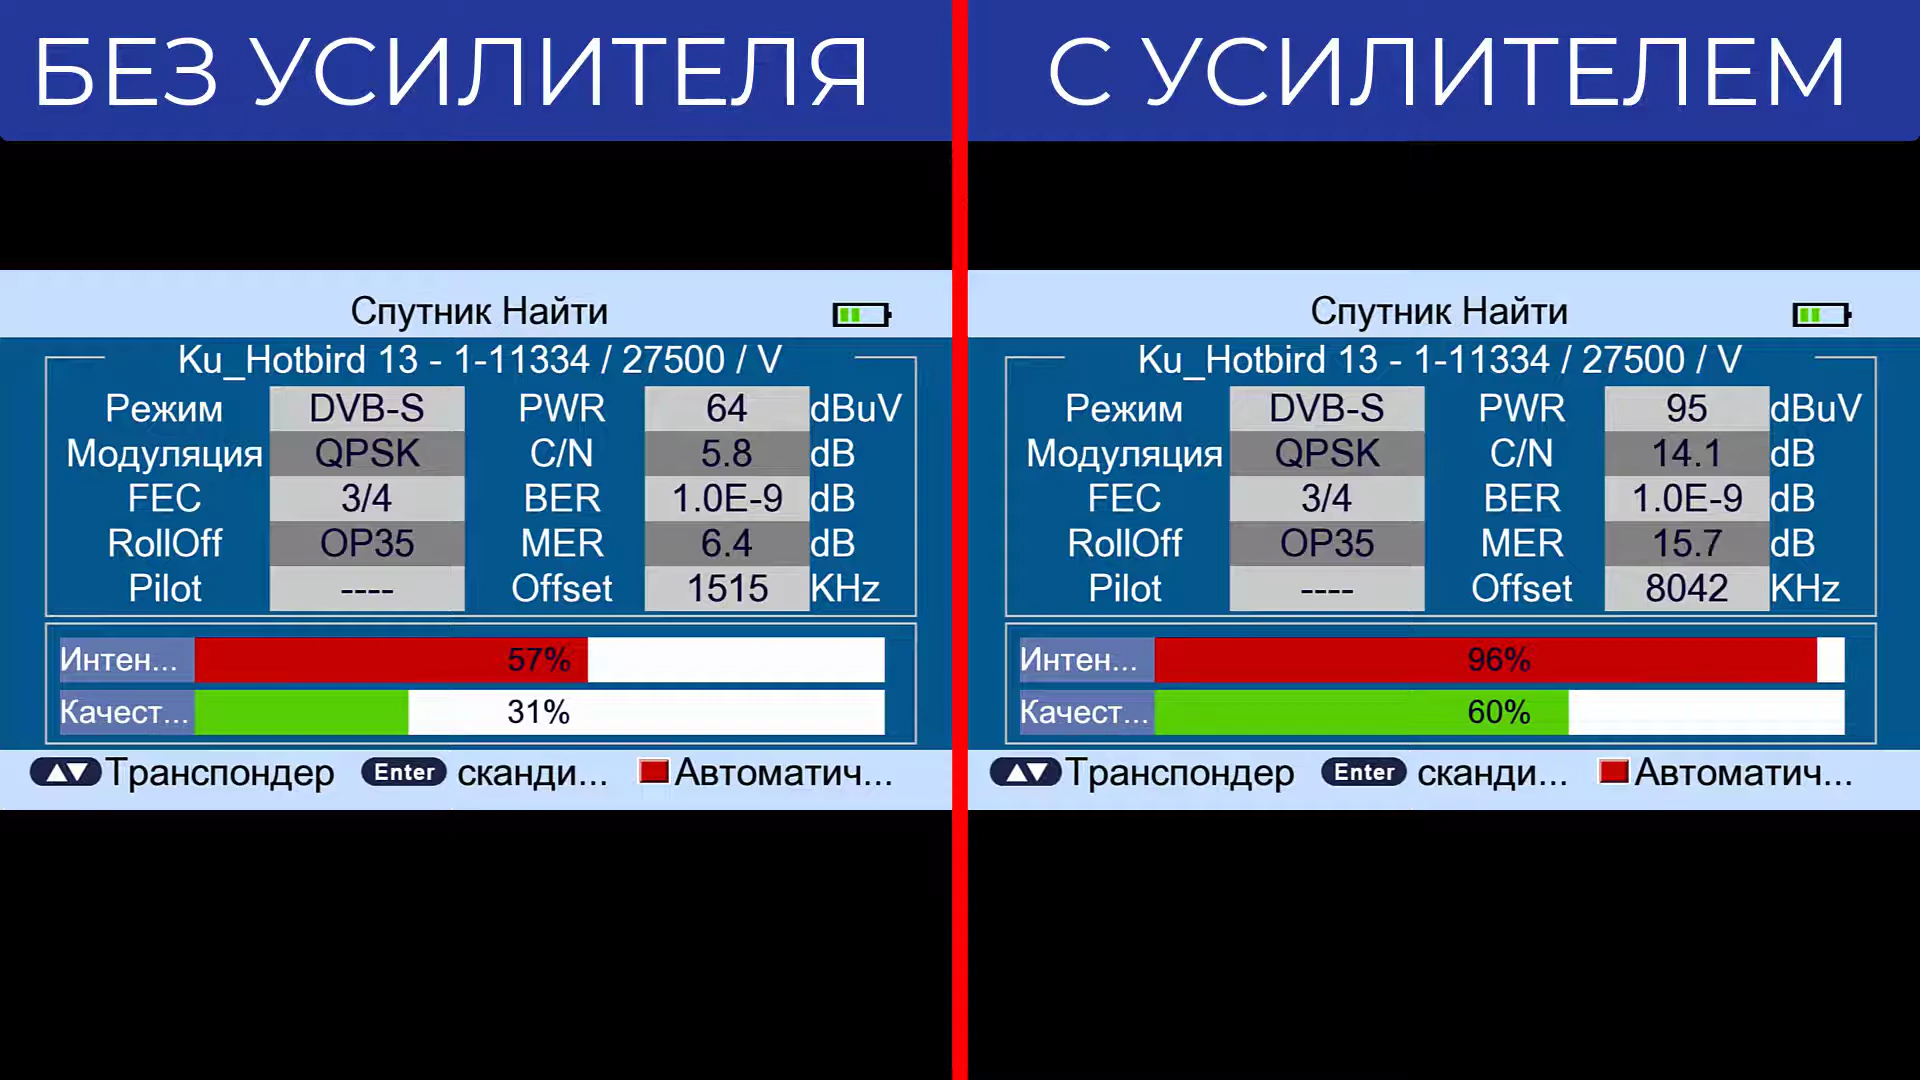 БЕЗ УСИЛИТЕЛЯ
Спутник Найти
Ku_Hotbird 13 - 1-11334 / 27500 / V
Режим DVB-S PWR 64 dBuV
Модуляция QPSK C/N 5.8 dB
FEC 3/4 BER 1.0E-9 dB
RollOff OP35 MER 6.4 dB
Pilot ---- Offset 1515 KHz
Интен... 57%
Качест... 31%
Транспондер Enter сканди... Автоматич...
С УСИЛИТЕЛЕМ
Спутник Найти
Ku_Hotbird 13 - 1-11334 / 27500 / V
Режим DVB-S PWR 95 dBuV
Модуляция QPSK C/N 14.1 dB
FEC 3/4 BER 1.0E-9 dB
RollOff OP35 MER 15.7 dB
Pilot ---- Offset 8042 KHz
Интен... 96%
Качест... 60%
Транспондер Enter сканди... Автоматич...